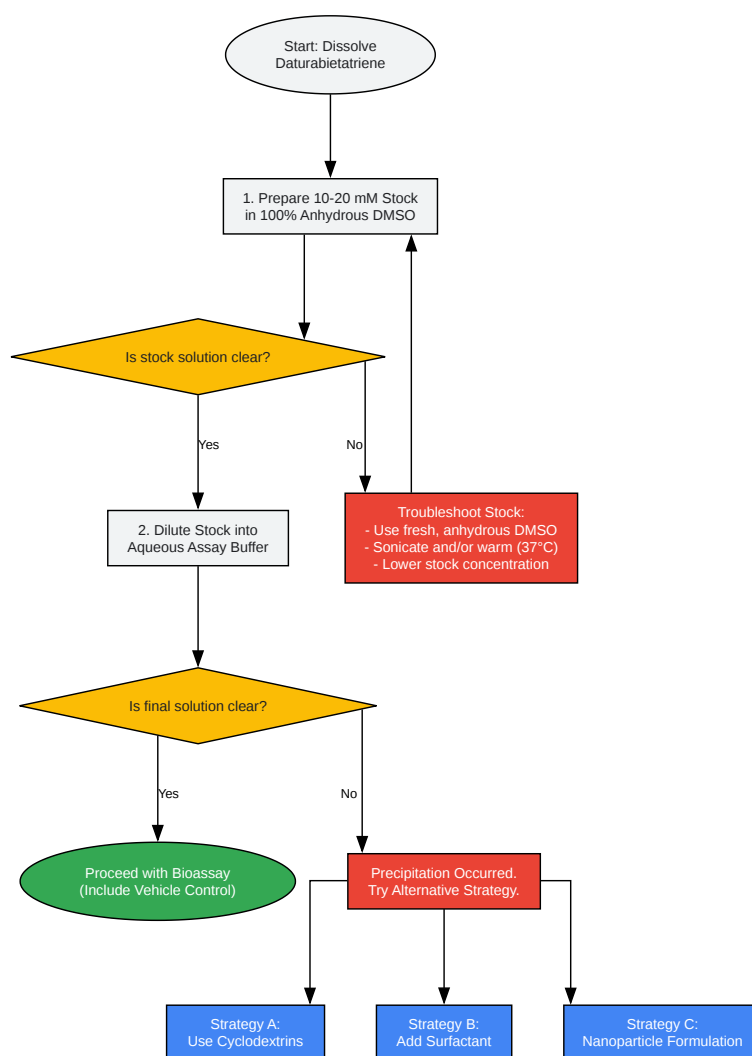 Start: Dissolve
Daturabietatriene
1. Prepare 10-20 mM Stock
in 100% Anhydrous DMSO
Is stock solution clear?
Yes
No
2. Dilute Stock into
Aqueous Assay Buffer
Troubleshoot Stock:
- Use fresh, anhydrous DMSO
- Sonicate and/or warm (37°C)
- Lower stock concentration
Is final solution clear?
Yes
No
Proceed with Bioassay
(Include Vehicle Control)
Precipitation Occurred.
Try Alternative Strategy.
Strategy A:
Use Cyclodextrins
Strategy B:
Add Surfactant
Strategy C:
Nanoparticle Formulation